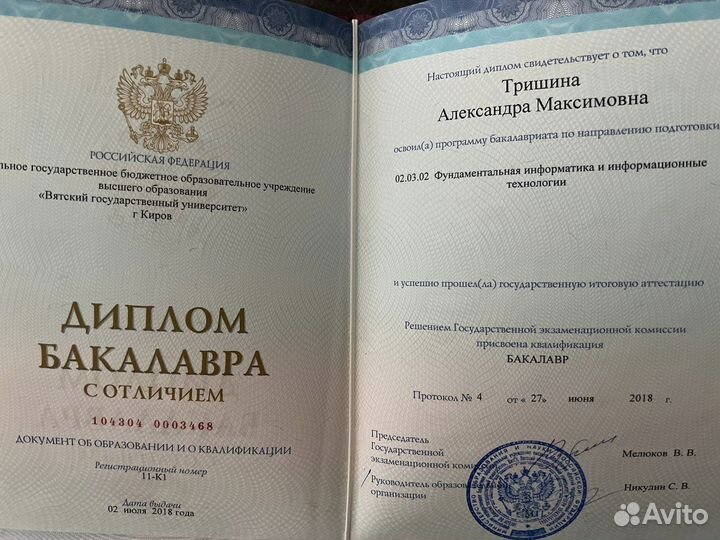 РОССИЙСКАЯ ФЕДЕРАЦИЯ
льное государственное бюджетное образовательное учреждение
высшего образования
«Вятский государственный университет»
г Киров
ДИПЛОМ
БАКАЛАВРА
С ОТЛИЧИЕМ
104304 0003468
ДОКУМЕНТ ОБ ОБРАЗОВАНИИ И О КВАЛИФИКАЦИИ
Регистрационный номер
11-К1
Дата выдачи
02 июля 2018 года
Настоящий диплом свидетельствует о том, что
Тришина
Александра Максимовна
освоил(а) программу бакалавриата по направлению подготовки
02.03.02 Фундаментальная информатика и информационные
технологии
и успешно прошел(ла) государственную итоговую аттестацию
Решением Государственной экзаменационной комиссии
присвоена квалификация
БАКАЛАВР
Протокол № 4 от « 27» июня 2018 г.
Председатель
Государственной
экзаменационной коми
Мелюков В. В.
Руководитель образовательной
организации
Никулин С. В.
Avito